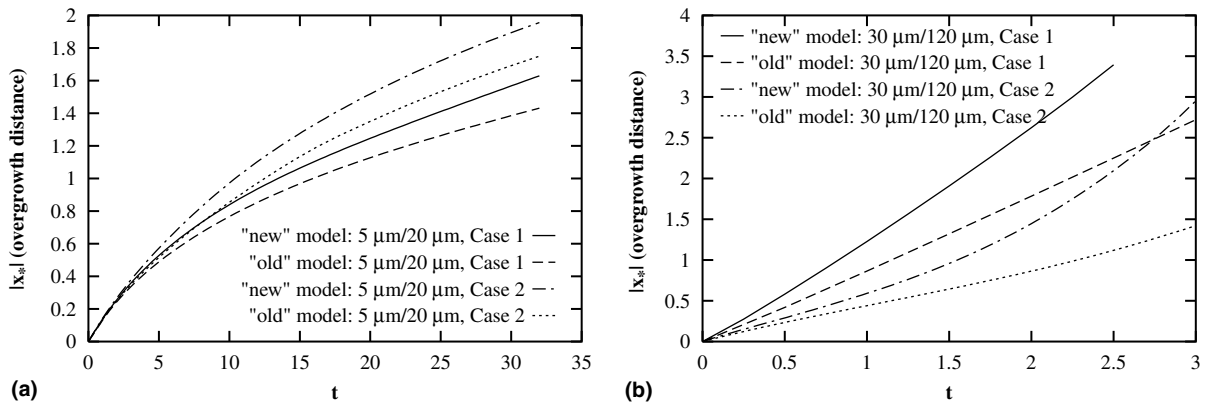 2
1.8
1.6
1.4
1.2
1
0.8
0.6
0.4
0.2
0
|x*| (overgrowth distance)
"new" model: 5 μm/20 μm, Case 1
"old" model: 5 μm/20 μm, Case 1
"new" model: 5 μm/20 μm, Case 2
"old" model: 5 μm/20 μm, Case 2
0 5 10 15 20 25 30 35
(a)
t
4
3.5
3
2.5
2
1.5
1
0.5
0
|x*| (overgrowth distance)
"new" model: 30 μm/120 μm, Case 1
"old" model: 30 μm/120 μm, Case 1
"new" model: 30 μm/120 μm, Case 2
"old" model: 30 μm/120 μm, Case 2
0 0.5 1 1.5 2 2.5 3
(b)
t